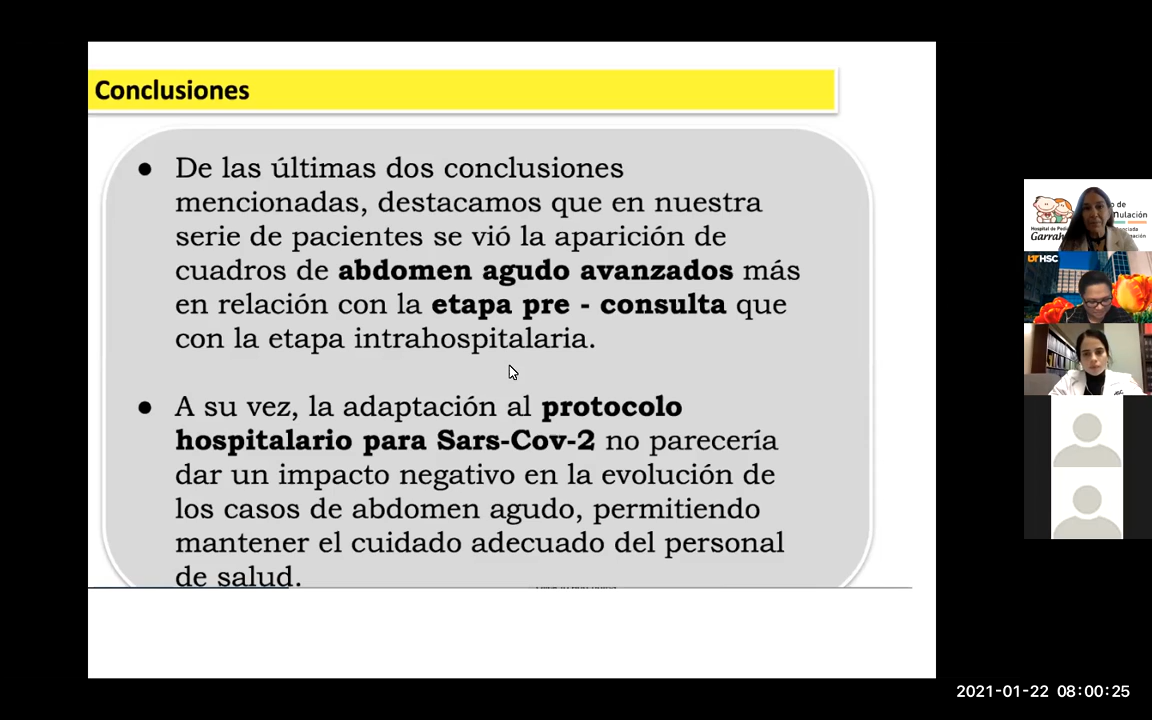 Conclusiones
● De las últimas dos conclusiones
mencionadas, destacamos que en nuestra
serie de pacientes se vió la aparición de
cuadros de abdomen agudo avanzados más
en relación con la etapa pre - consulta que
con la etapa intrahospitalaria.
● A su vez, la adaptación al protocolo
hospitalario para Sars-Cov-2 no parecería
dar un impacto negativo en la evolución de
los casos de abdomen agudo, permitiendo
mantener el cuidado adecuado del personal
de salud.
Hospital de
Garrah
UTHSC
2021-01-22 08:00:25